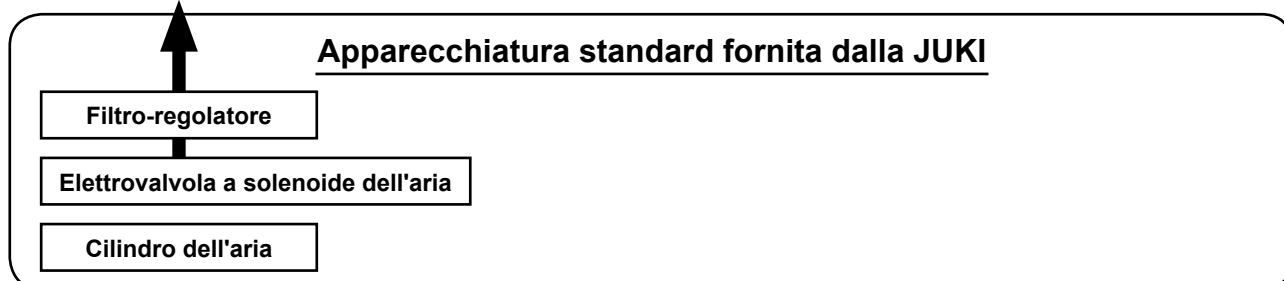 Apparecchiatura standard fornita dalla JUKI
Filtro-regolatore
Elettrovalvola a solenoide dell'aria
Cilindro dell'aria